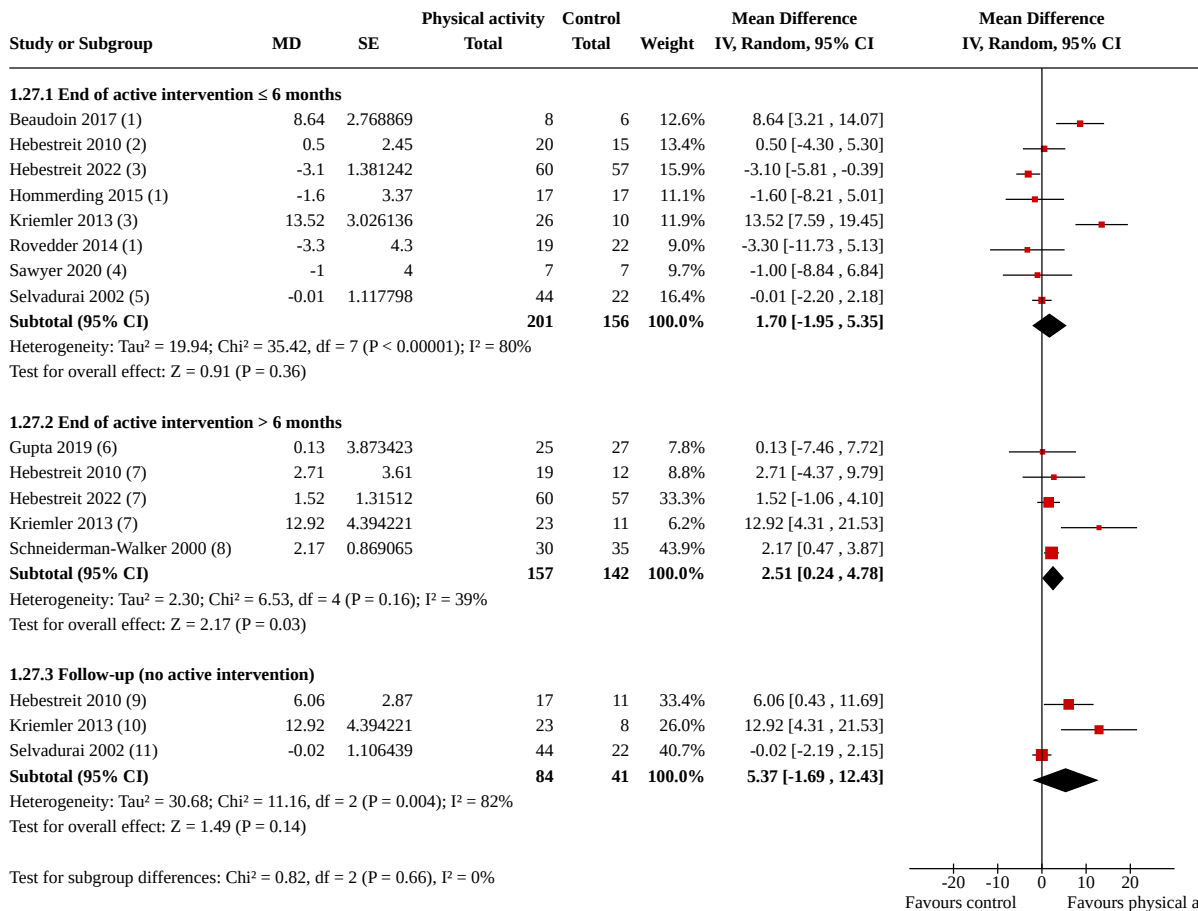 Physical activity Control Mean Difference Mean Difference
Study or Subgroup MD SE Total Total Weight IV, Random, 95% CI IV, Random, 95% CI
1.27.1 End of active intervention ≤ 6 months
Beaudoin 2017 (1) 8.64 2.768869 8 6 12.6% 8.64 [3.21 , 14.07]
Hebestreit 2010 (2) 0.5 2.45 20 15 13.4% 0.50 [-4.30 , 5.30]
Hebestreit 2022 (3) -3.1 1.381242 60 57 15.9% -3.10 [-5.81 , -0.39]
Hommerding 2015 (1) -1.6 3.37 17 17 11.1% -1.60 [-8.21 , 5.01]
Kriemler 2013 (3) 13.52 3.026136 26 10 11.9% 13.52 [7.59 , 19.45]
Rovedder 2014 (1) -3.3 4.3 19 22 9.0% -3.30 [-11.73 , 5.13]
Sawyer 2020 (4) -1 4 7 7 9.7% -1.00 [-8.84 , 6.84]
Selvadurai 2002 (5) -0.01 1.117798 44 22 16.4% -0.01 [-2.20 , 2.18]
Subtotal (95% CI) 201 156 100.0% 1.70 [-1.95 , 5.35]
Heterogeneity: Tau² = 19.94; Chi² = 35.42, df = 7 (P < 0.00001); I² = 80%
Test for overall effect: Z = 0.91 (P = 0.36)
1.27.2 End of active intervention > 6 months
Gupta 2019 (6) 0.13 3.873423 25 27 7.8% 0.13 [-7.46 , 7.72]
Hebestreit 2010 (7) 2.71 3.61 19 12 8.8% 2.71 [-4.37 , 9.79]
Hebestreit 2022 (7) 1.52 1.31512 60 57 33.3% 1.52 [-1.06 , 4.10]
Kriemler 2013 (7) 12.92 4.394221 23 11 6.2% 12.92 [4.31 , 21.53]
Schneiderman-Walker 2000 (8) 2.17 0.869065 30 35 43.9% 2.17 [0.47 , 3.87]
Subtotal (95% CI) 157 142 100.0% 2.51 [0.24 , 4.78]
Heterogeneity: Tau² = 2.30; Chi² = 6.53, df = 4 (P = 0.16); I² = 39%
Test for overall effect: Z = 2.17 (P = 0.03)
1.27.3 Follow-up (no active intervention)
Hebestreit 2010 (9) 6.06 2.87 17 11 33.4% 6.06 [0.43 , 11.69]
Kriemler 2013 (10) 12.92 4.394221 23 8 26.0% 12.92 [4.31 , 21.53]
Selvadurai 2002 (11) -0.02 1.106439 44 22 40.7% -0.02 [-2.19 , 2.15]
Subtotal (95% CI) 84 41 100.0% 5.37 [-1.69 , 12.43]
Heterogeneity: Tau² = 30.68; Chi² = 11.16, df = 2 (P = 0.004); I² = 82%
Test for overall effect: Z = 1.49 (P = 0.14)
Test for subgroup differences: Chi² = 0.82, df = 2 (P = 0.66), I² = 0%
-20 -10 0 10 20
Favours control Favours physical a